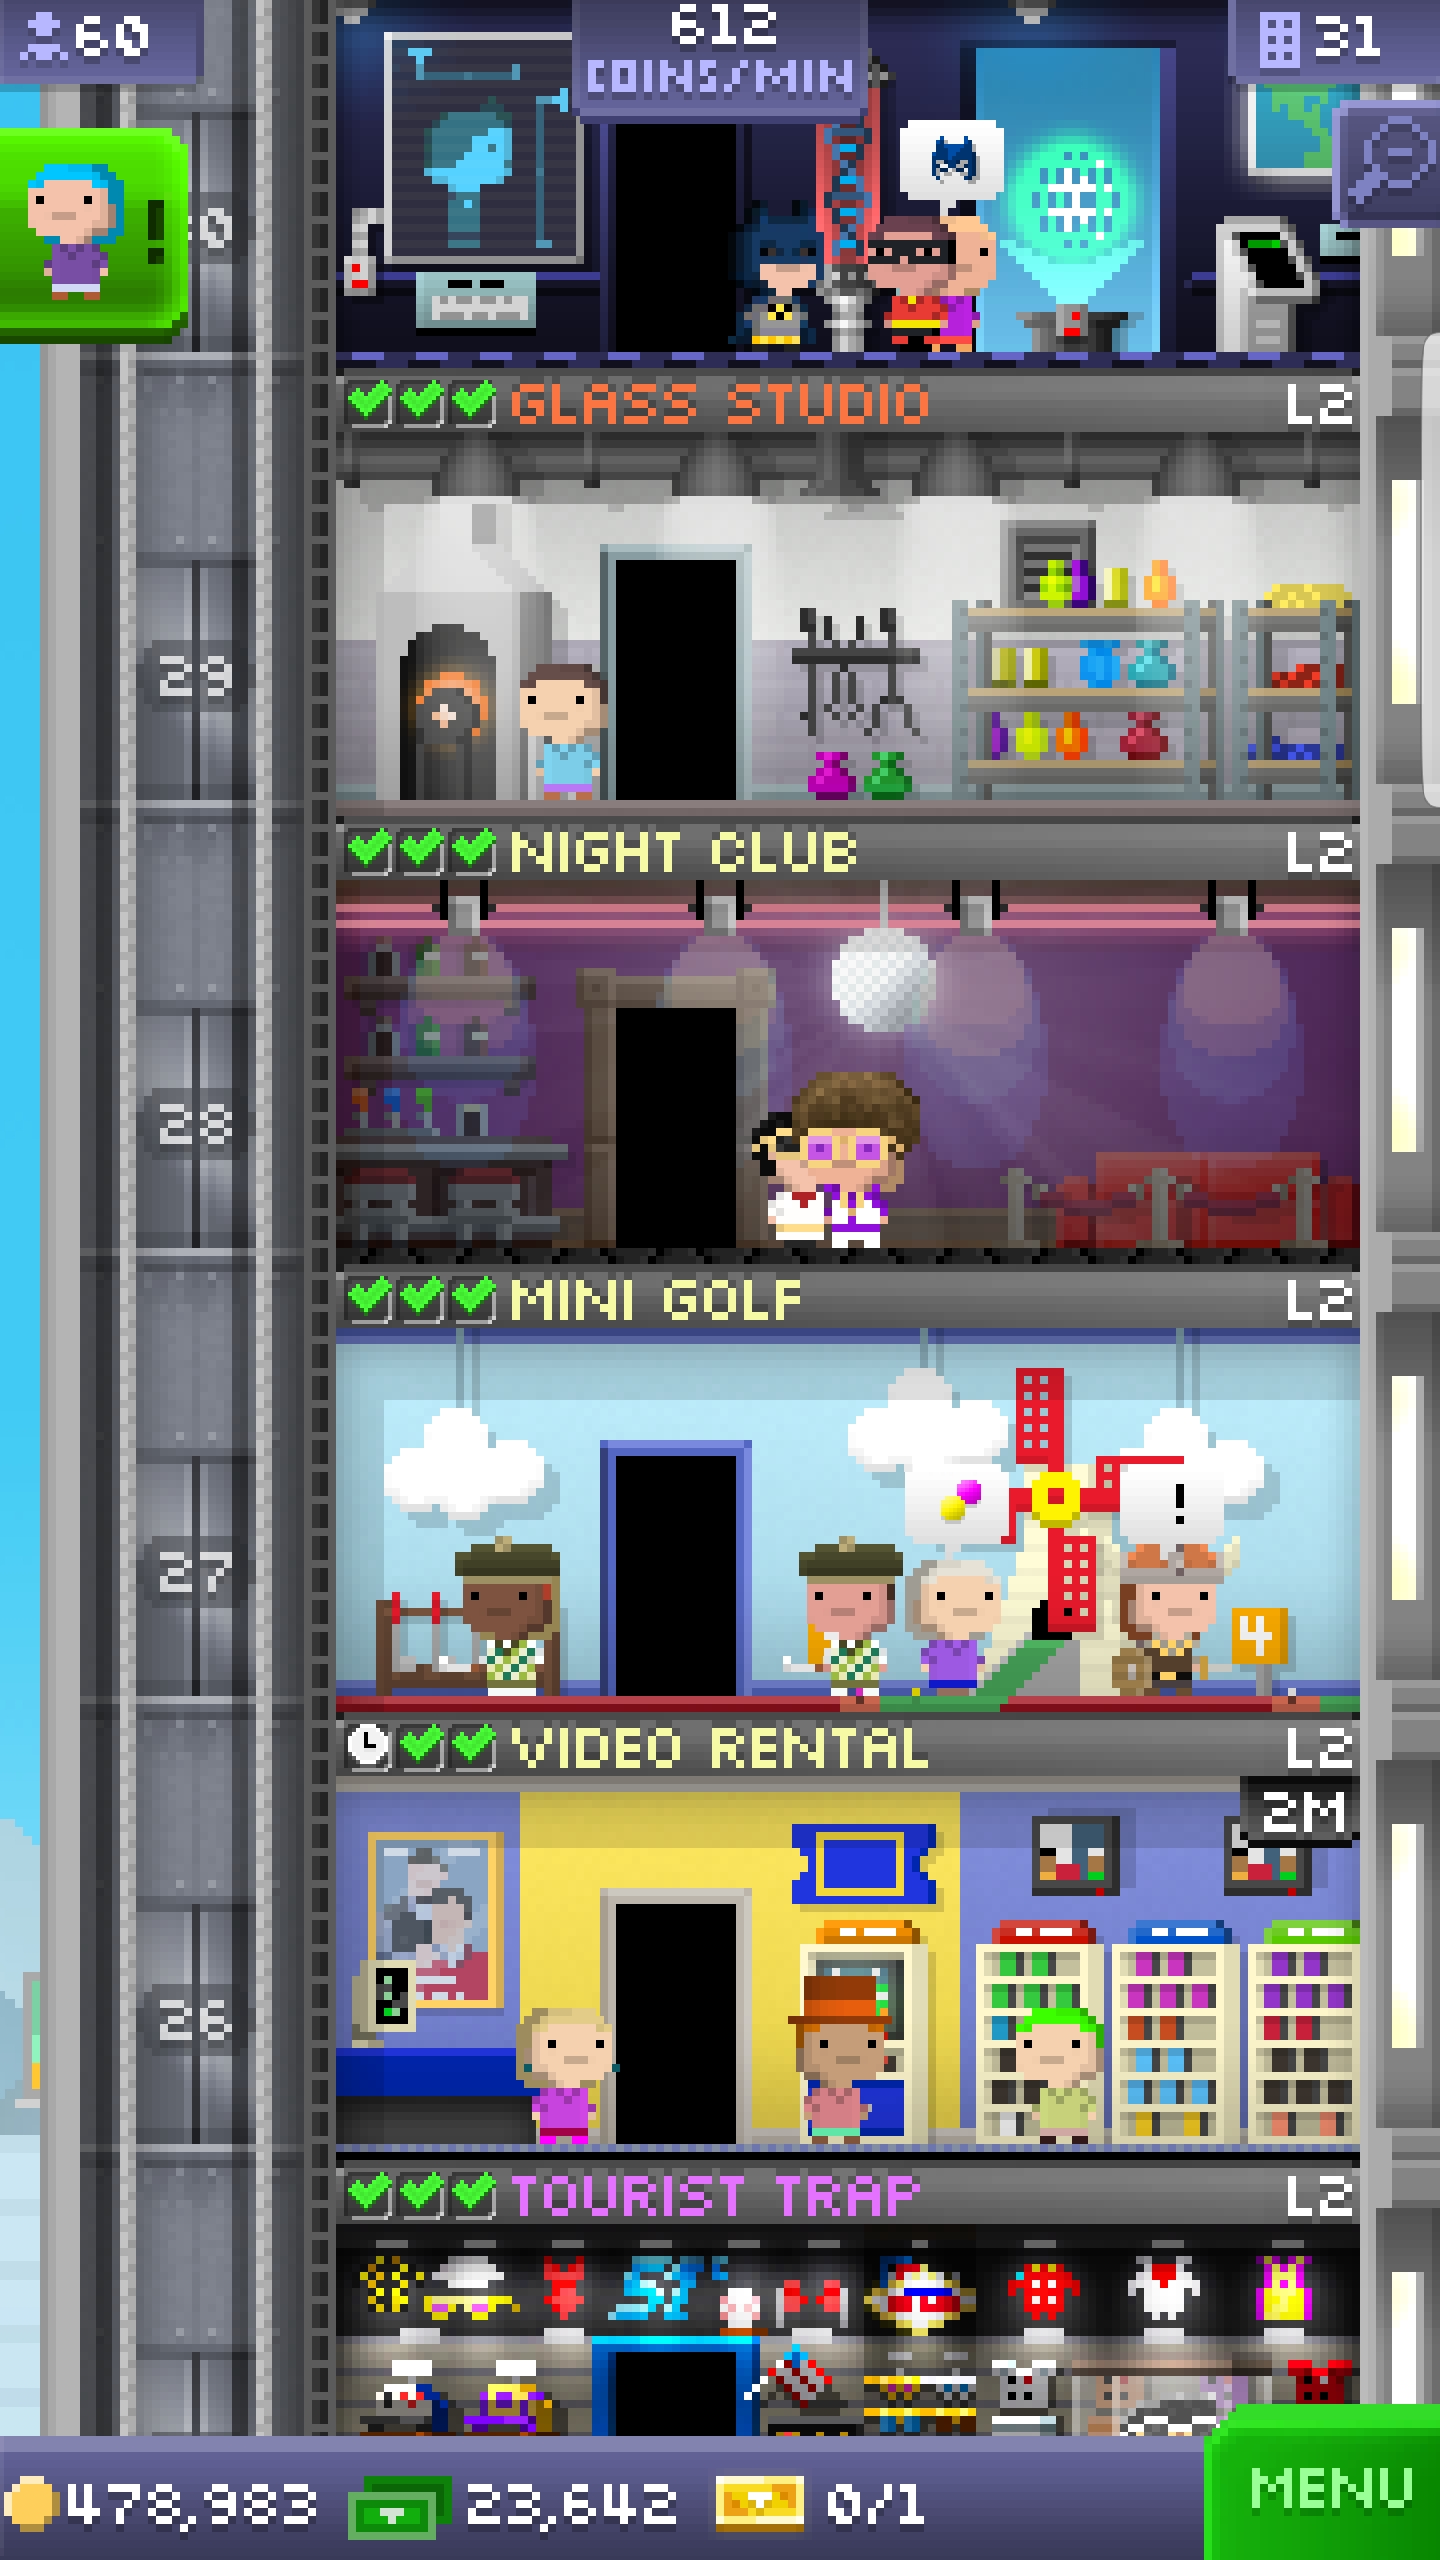 60
612
COINS/MIN
31
!
GLASS STUDIO
L2
29
NIGHT CLUB
L2
28
MINI GOLF
L2
!
27
4
VIDEO RENTAL
L2
2M
26
TOURIST TRAP
L2
478,983
23,642
0/1
MENU